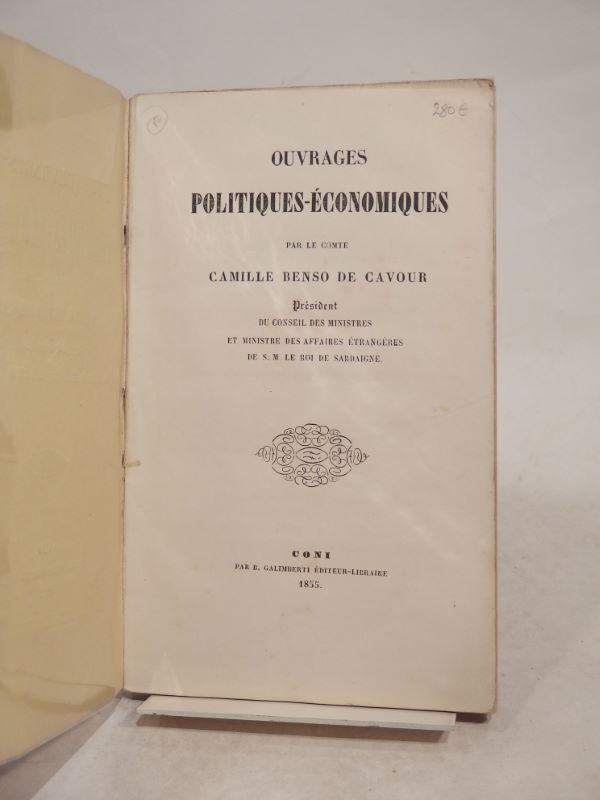 280 €
OUVRAGES
POLITIQUES-ÉCONOMIQUES
PAR LE COMTE
CAMILLE BENSO DE CAVOUR
Président
DU CONSEIL DES MINISTRES
ET MINISTRE DES AFFAIRES ÉTRANGÈRES
DE S. M. LE ROI DE SARDAIGNE.
CONI
PAR B. GALIMBERTI ÉDITEUR-LIBRAIRE
1855.